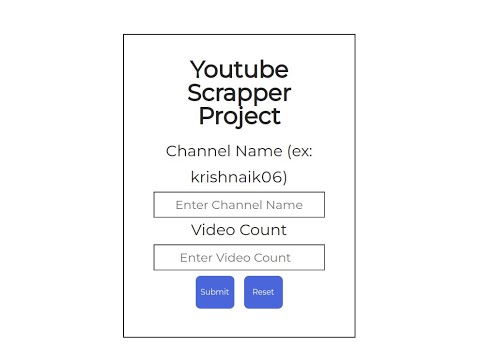 Youtube
Scrapper
Project
Channel Name (ex:
krishnaik06)
Enter Channel Name
Video Count
Enter Video Count
Submit Reset